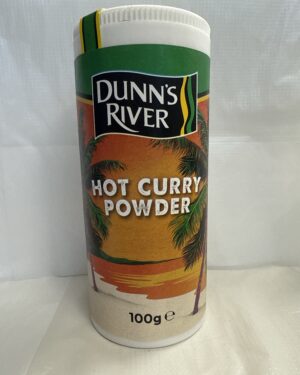 DUNN'S
RIVER
HOT CURRY
POWDER
100g ℮